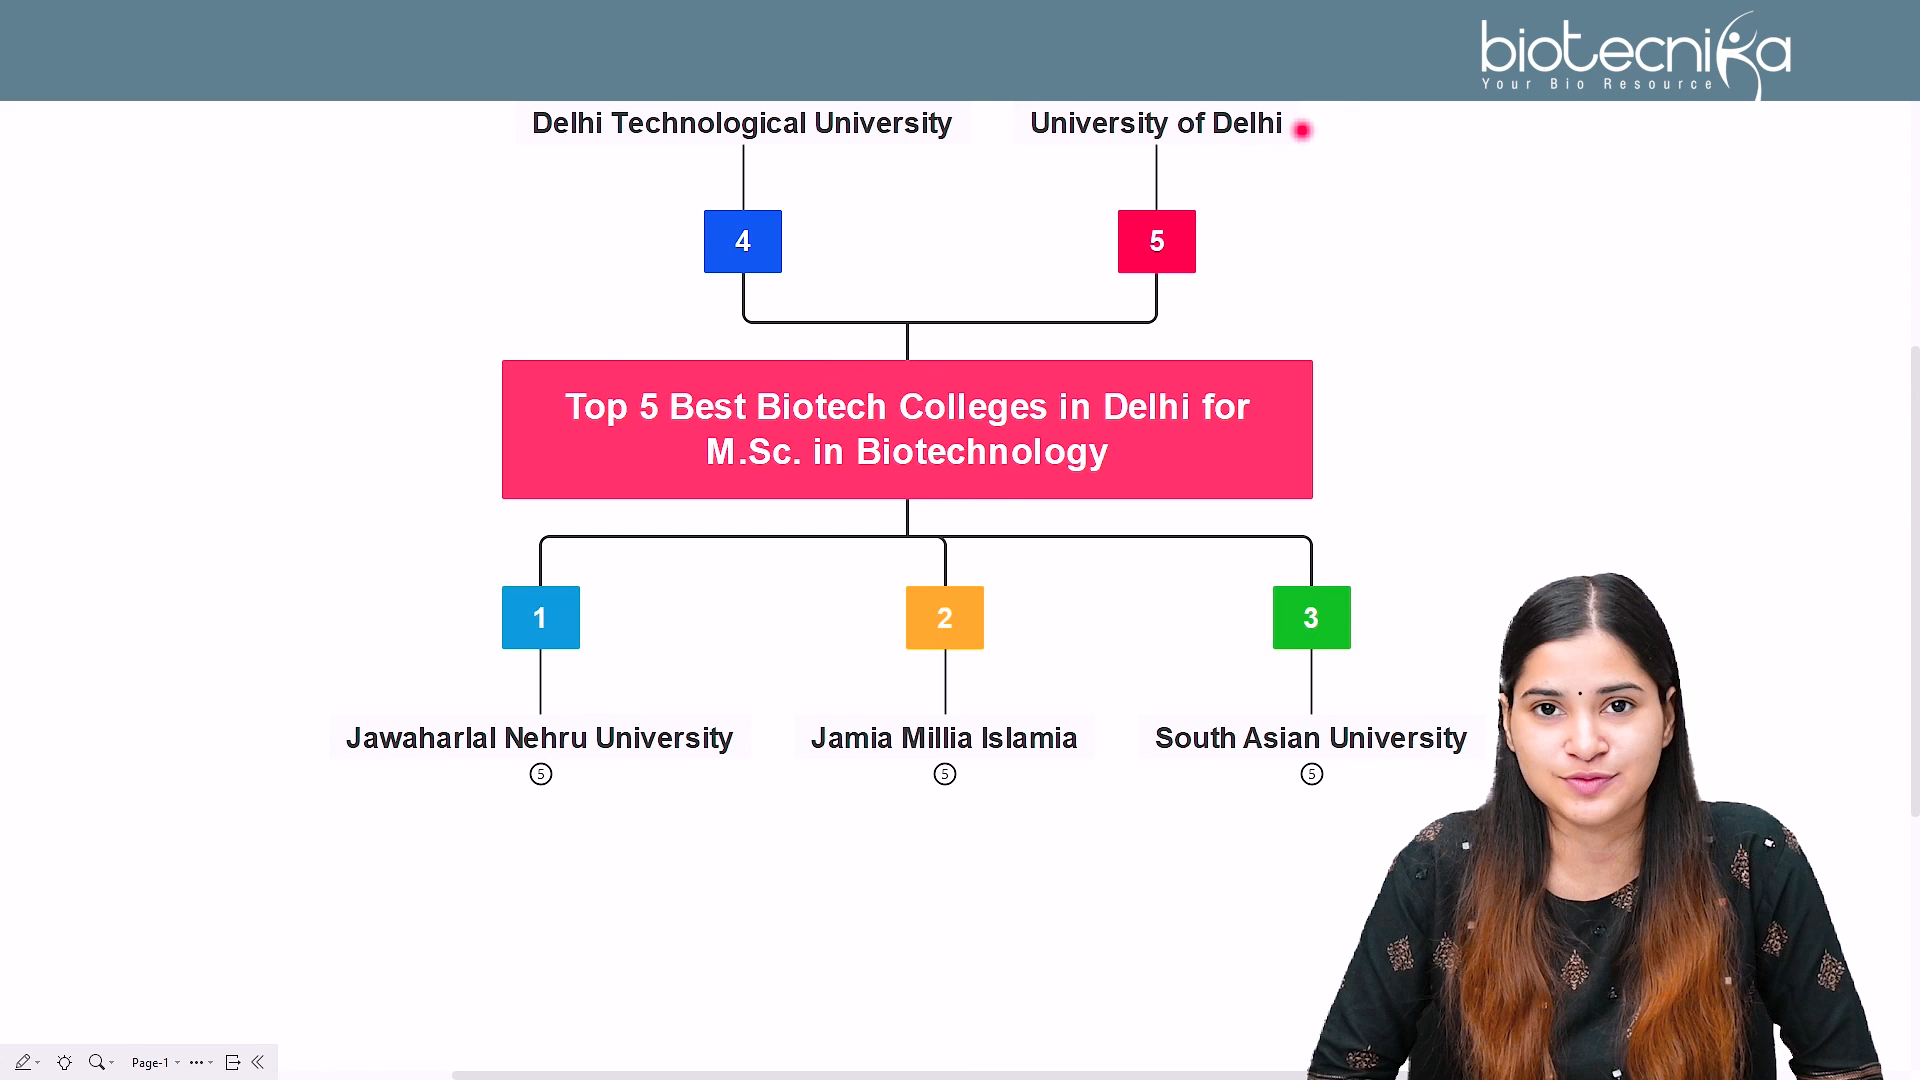 biotecnika
Your Bio Resource
Delhi Technological University
University of Delhi
4
5
Top 5 Best Biotech Colleges in Delhi for
M.Sc. in Biotechnology
1
2
3
Jawaharlal Nehru University
Jamia Millia Islamia
South Asian University
5
5
5
Page-1